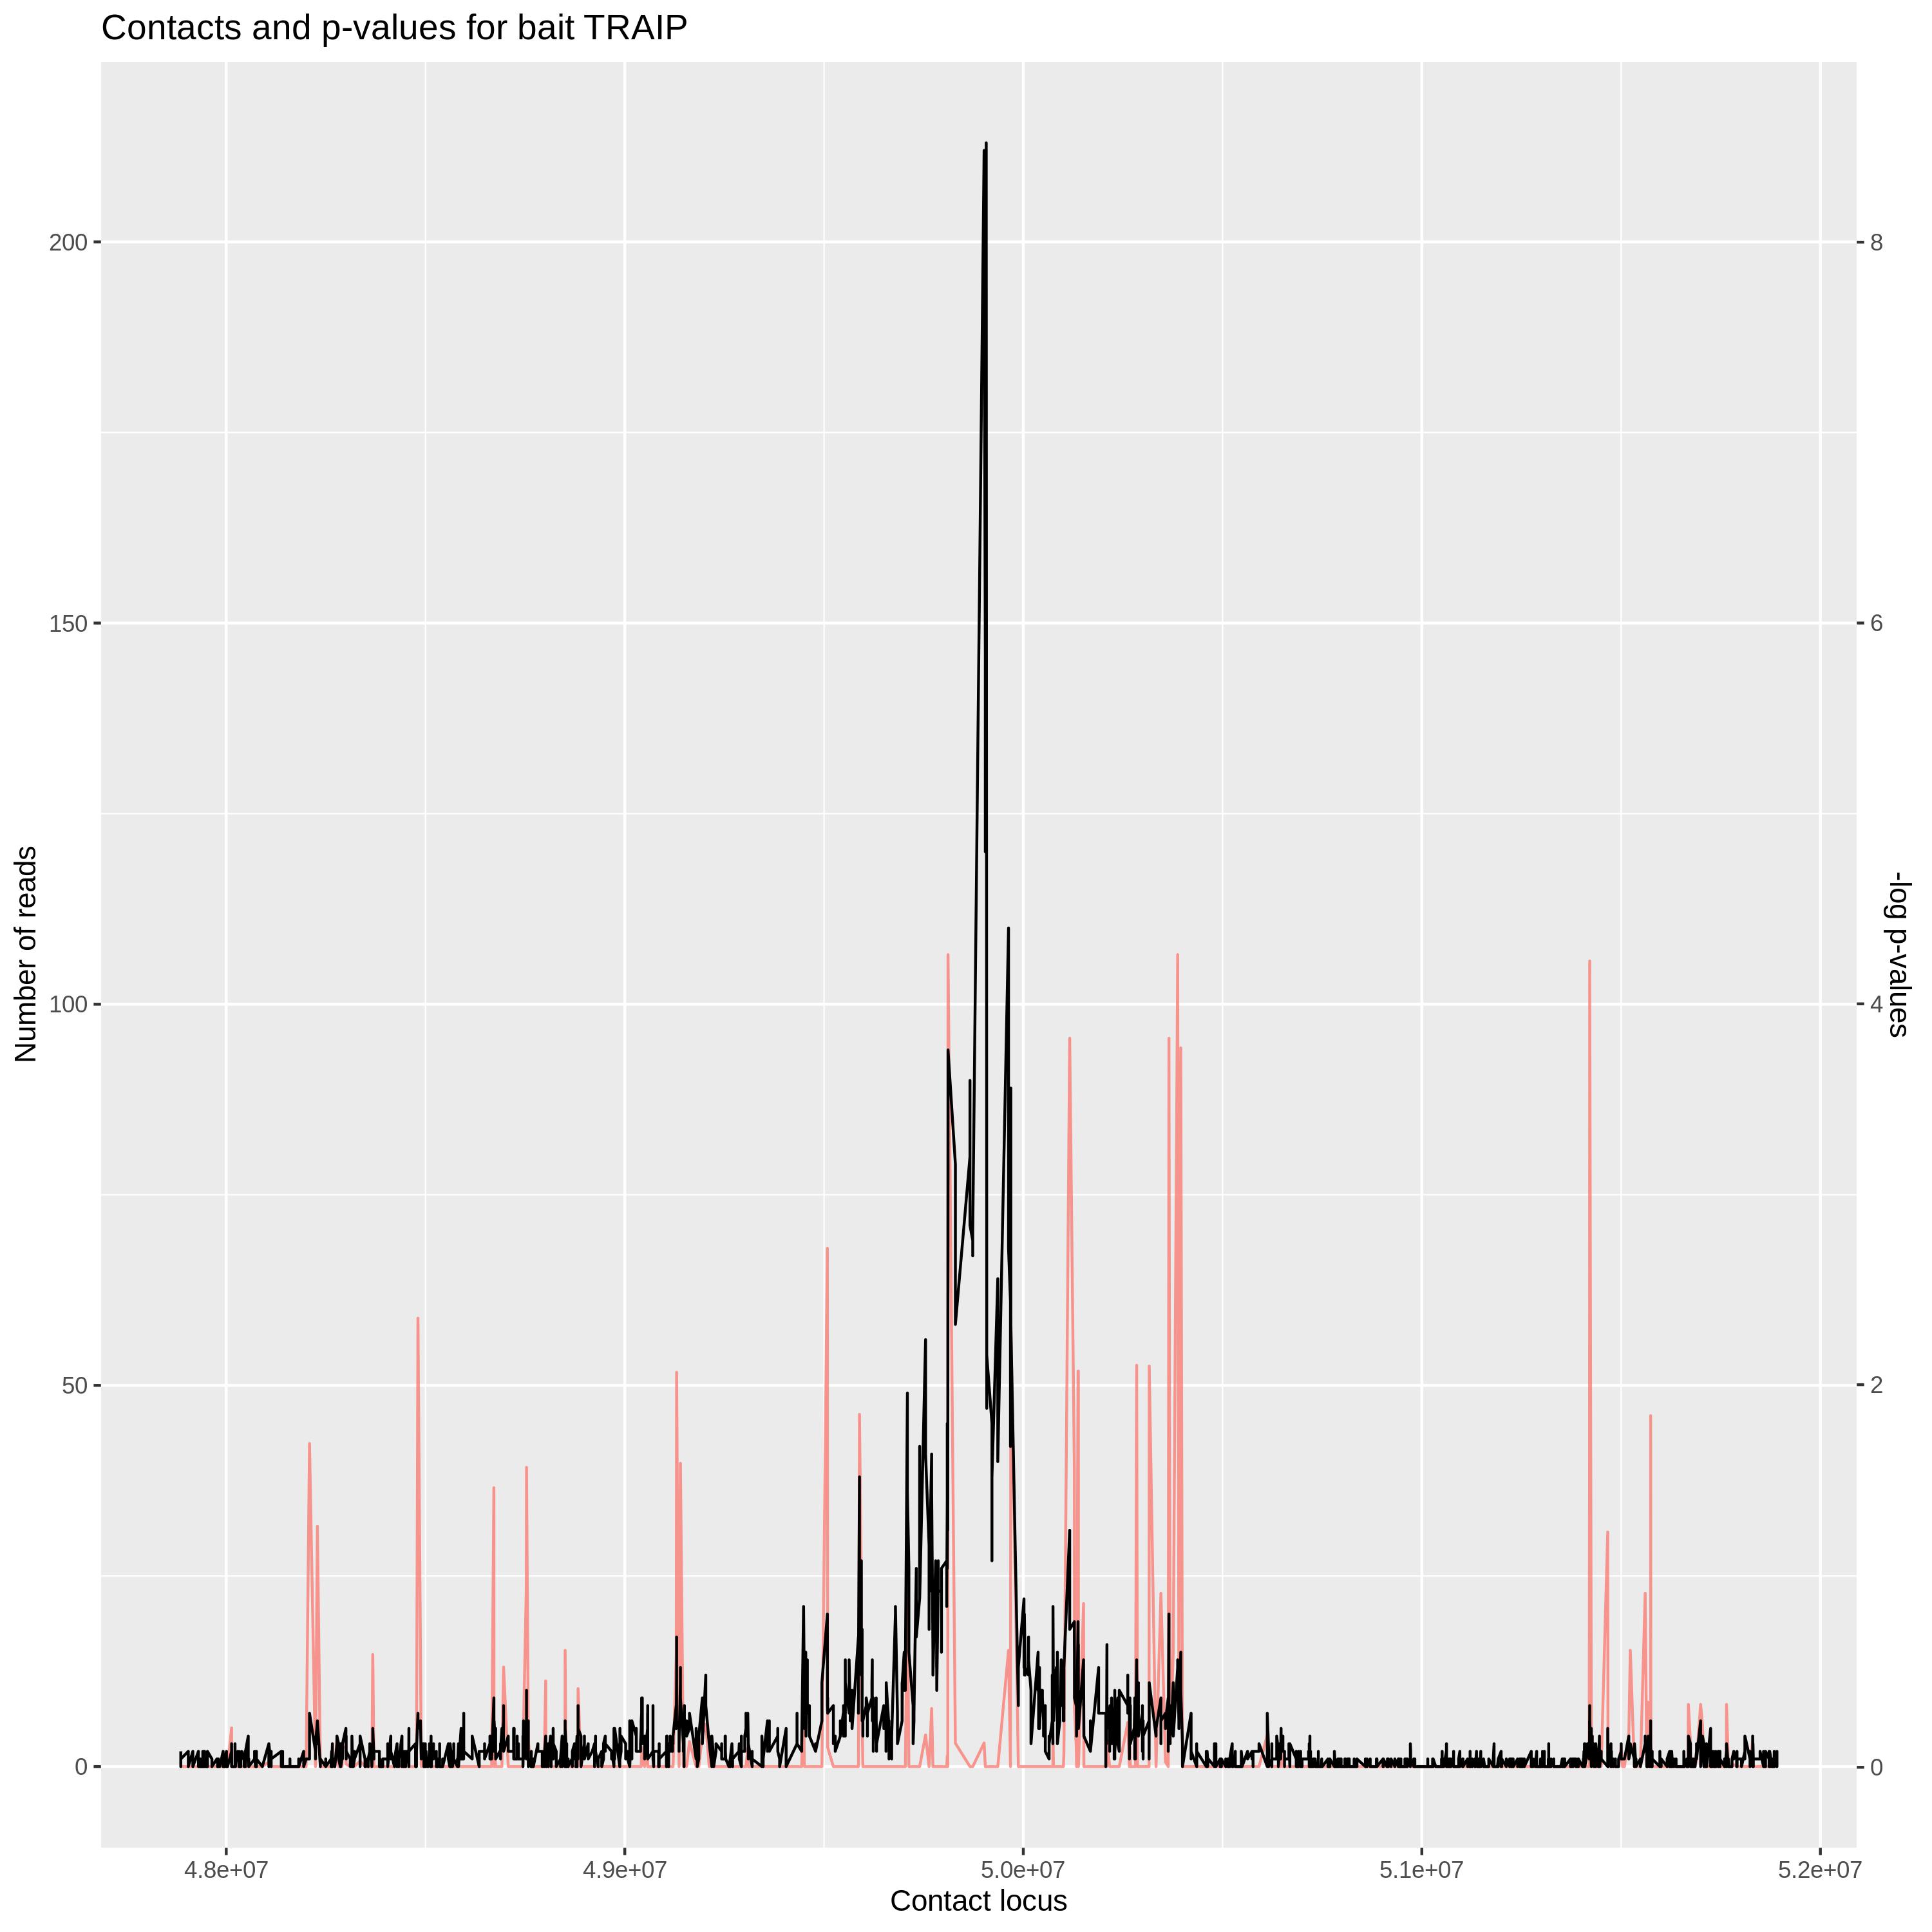 Contacts and p-values for bait TRAIP
200
150
100
50
0
Number of reads
8
6
4
2
0
-log p-values
4.8e+07
4.9e+07
5.0e+07
5.1e+07
5.2e+07
Contact locus